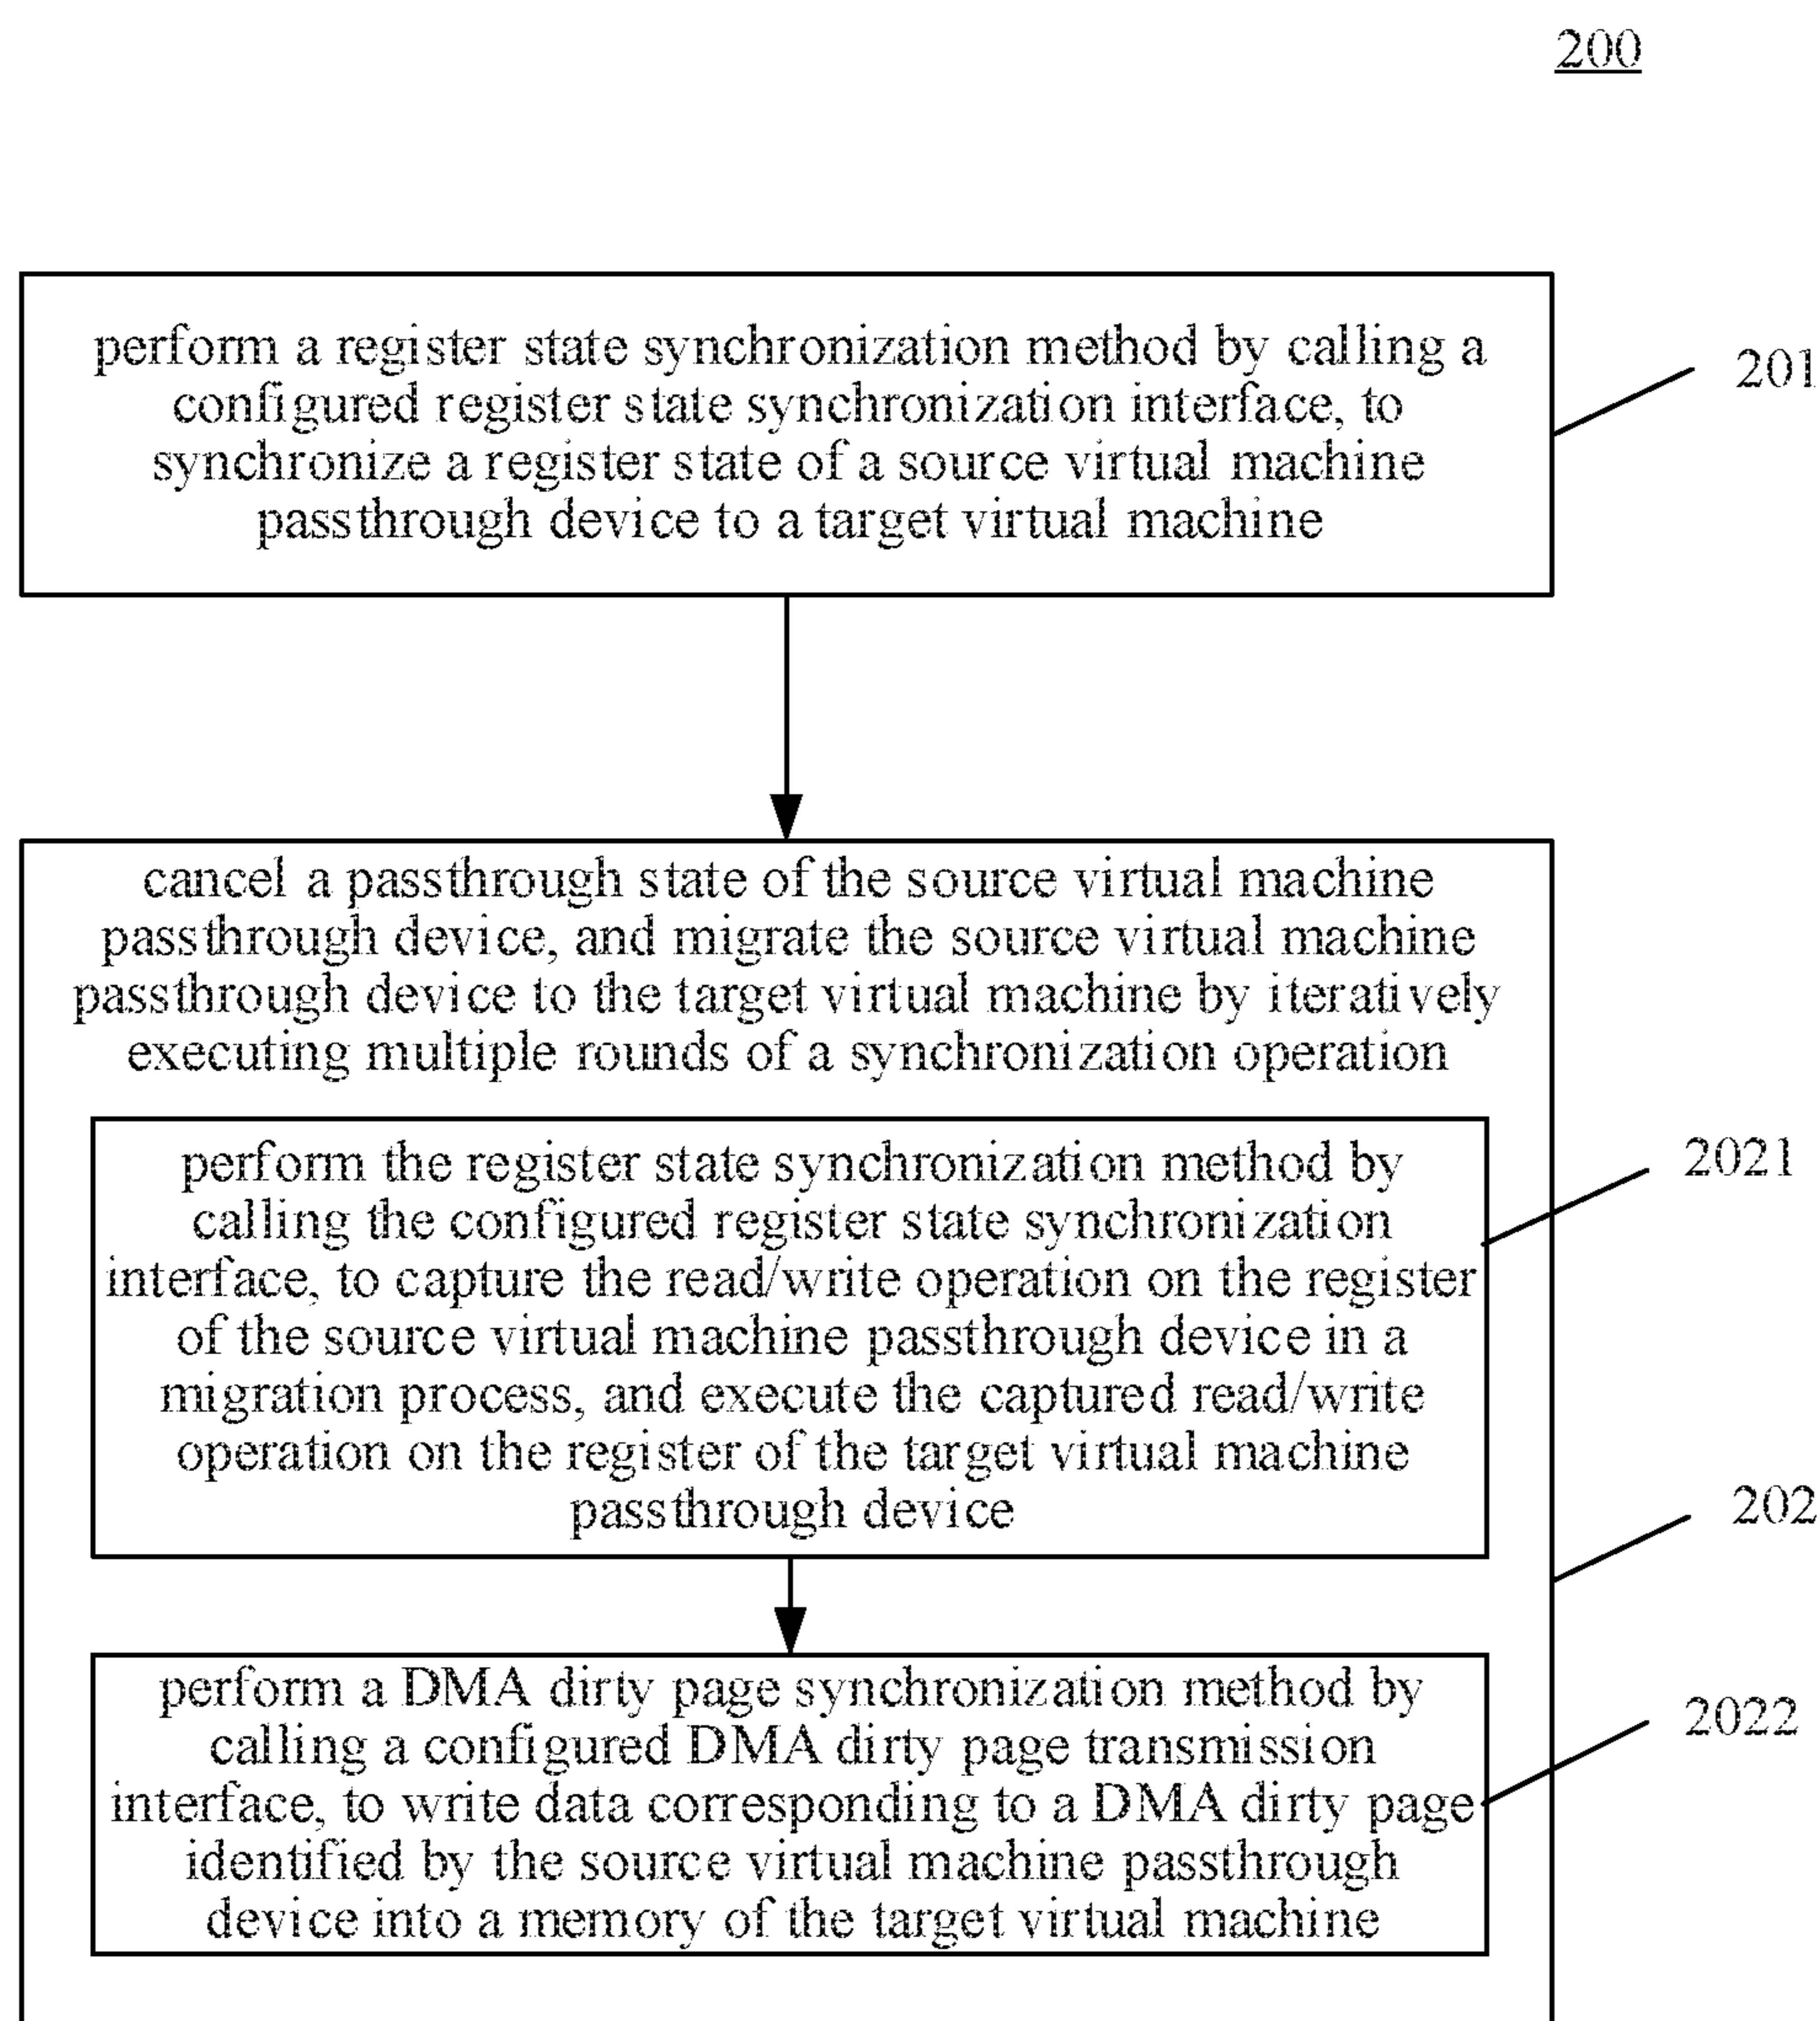 200
perform a register state synchronization method by calling a
configured register state synchronization interface, to
synchronize a register state of a source virtual machine
passthrough device to a target virtual machine
201
cancel a passthrough state of the source virtual machine
passthrough device, and migrate the source virtual machine
passthrough device to the target virtual machine by iteratively
executing multiple rounds of a synchronization operation
perform the register state synchronization method by
calling the configured register state synchronization
interface, to capture the read/write operation on the register
of the source virtual machine passthrough device in a
migration process, and execute the captured read/write
operation on the register of the target virtual machine
passthrough device
2021
202
perform a DMA dirty page synchronization method by
calling a configured DMA dirty page transmission
interface, to write data corresponding to a DMA dirty page
identified by the source virtual machine passthrough
device into a memory of the target virtual machine
2022